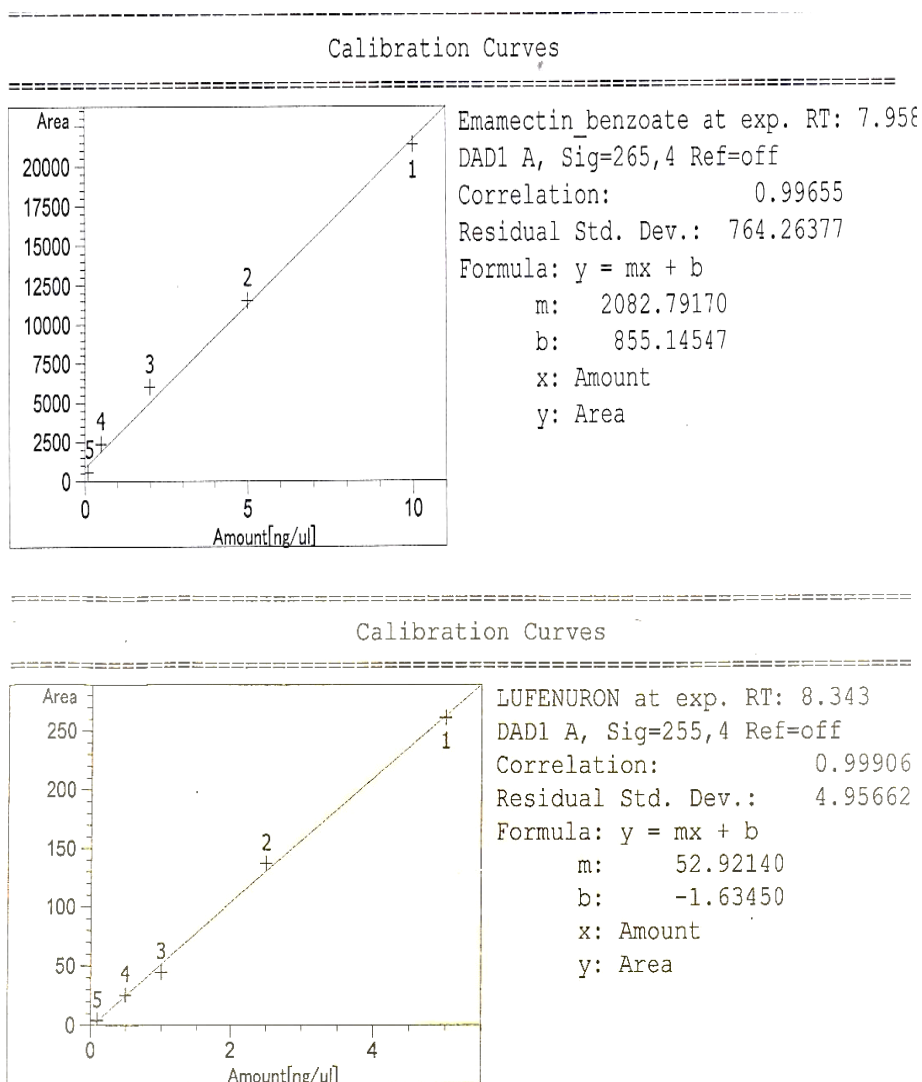 Calibration Curves
Emamectin_benzoate at exp. RT: 7.958
DAD1 A, Sig=265,4 Ref=off
Correlation: 0.99655
Residual Std. Dev.: 764.26377
Formula: y = mx + b
m: 2082.79170
b: 855.14547
x: Amount
y: Area
Area
20000
17500
15000
12500
10000
7500
5000
2500
0
1
2
3
4
5
0 5 10
Amount[ng/ul]
Calibration Curves
LUFENURON at exp. RT: 8.343
DAD1 A, Sig=255,4 Ref=off
Correlation: 0.99906
Residual Std. Dev.: 4.95662
Formula: y = mx + b
m: 52.92140
b: -1.63450
x: Amount
y: Area
Area
250
200
150
100
50
0
1
2
3
4
5
0 2 4
Amount[ng/ul]